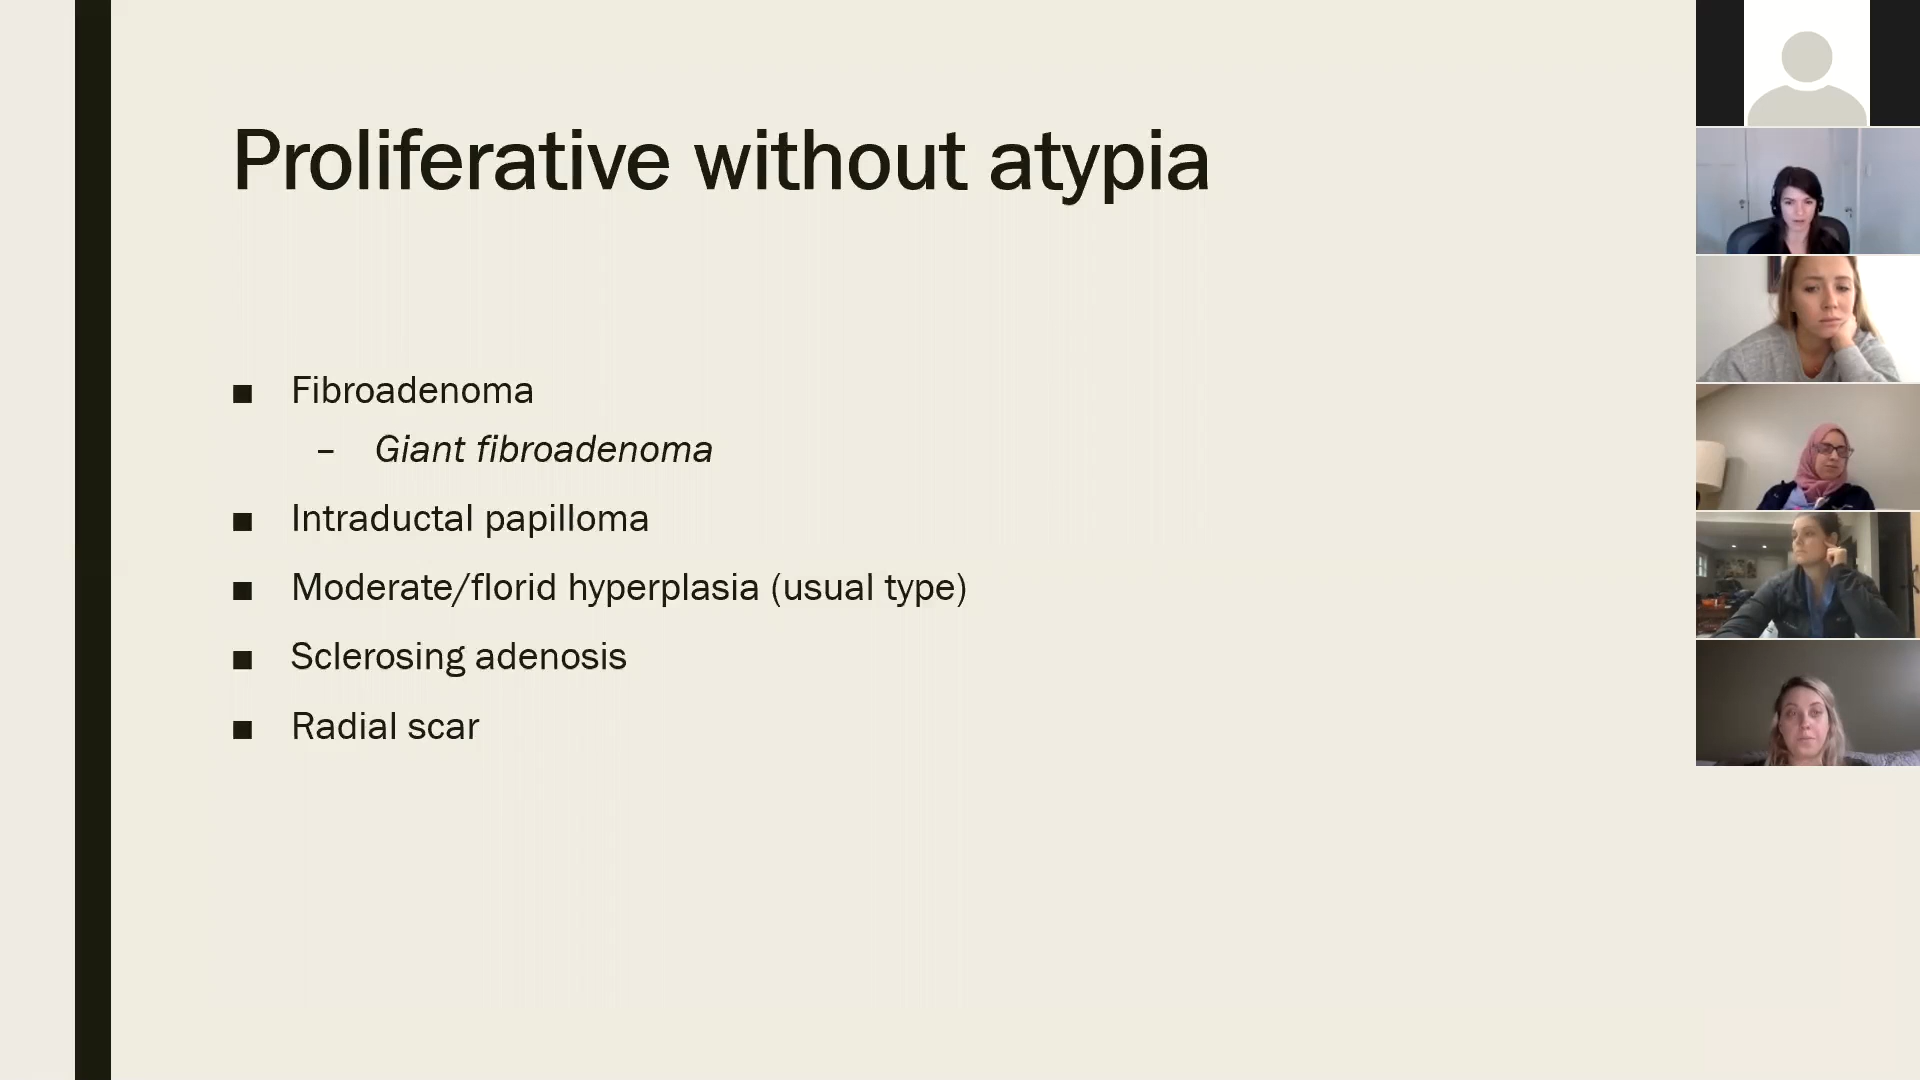 Proliferative without atypia
■ Fibroadenoma
– Giant fibroadenoma
■ Intraductal papilloma
■ Moderate/florid hyperplasia (usual type)
■ Sclerosing adenosis
■ Radial scar